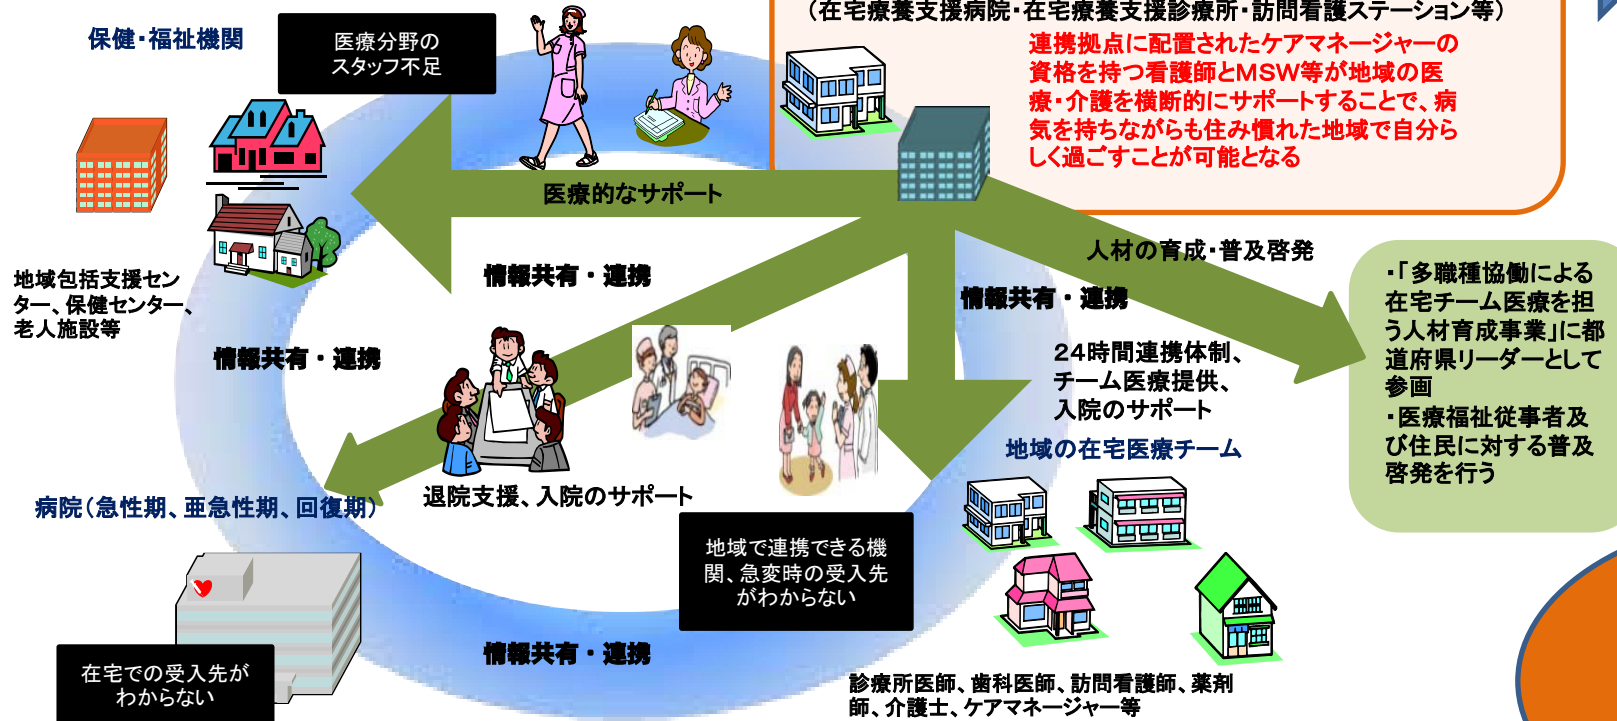 （在宅療養支援病院・在宅療養支援診療所・訪問看護ステーション等）
連携拠点に配置されたケアマネージャーの
資格を持つ看護師とMSW等が地域の医
療・介護を横断的にサポートすることで、病
気を持ちながらも住み慣れた地域で自分ら
しく過ごすことが可能となる
保健・福祉機関
医療分野の
スタッフ不足
医療的なサポート
人材の育成・普及啓発
地域包括支援セン
ター、保健センター、
老人施設等
情報共有・連携
情報共有・連携
情報共有・連携
・「多職種協働による
在宅チーム医療を担
う人材育成事業」に都
道府県リーダーとして
参画
・医療福祉従事者及
び住民に対する普及
啓発を行う
24時間連携体制、
チーム医療提供、
入院のサポート
地域の在宅医療チーム
病院（急性期、亜急性期、回復期）
退院支援、入院のサポート
地域で連携できる機
関、急変時の受入先
がわからない
情報共有・連携
在宅での受入先が
わからない
診療所医師、歯科医師、訪問看護師、薬剤
師、介護士、ケアマネージャー等